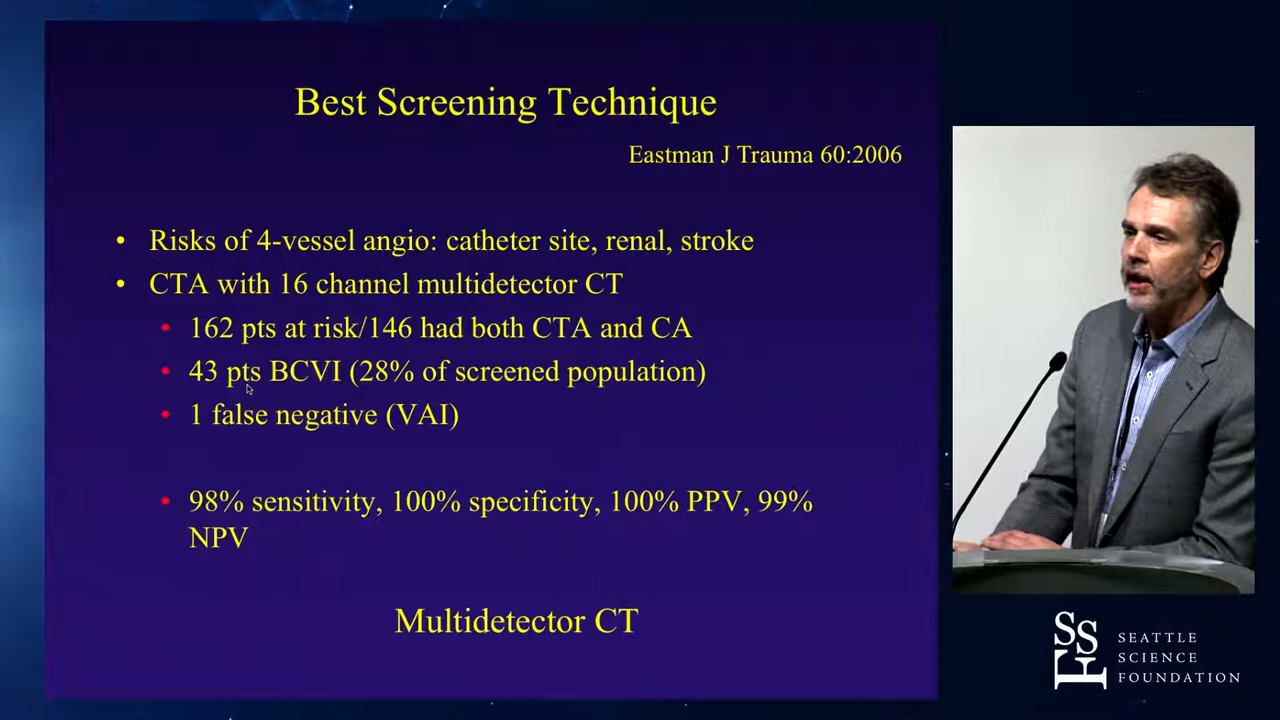 Best Screening Technique
Eastman J Trauma 60:2006
• Risks of 4-vessel angio: catheter site, renal, stroke
• CTA with 16 channel multidetector CT
• 162 pts at risk/146 had both CTA and CA
• 43 pts BCVI (28% of screened population)
• 1 false negative (VAI)
• 98% sensitivity, 100% specificity, 100% PPV, 99%
NPV
Multidetector CT
SSF
SEATTLE
SCIENCE
FOUNDATION